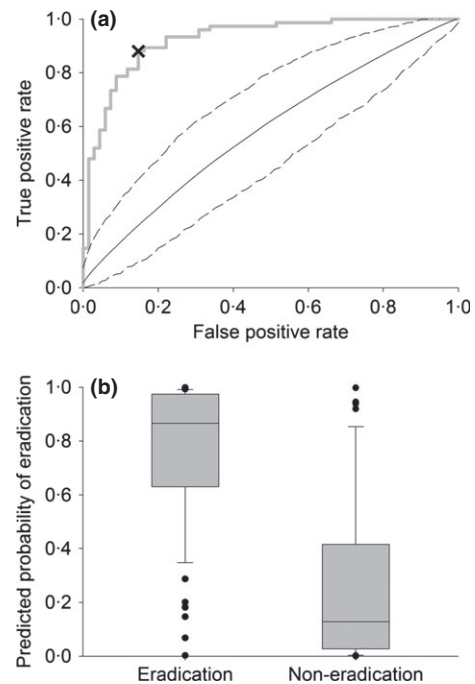 (a)
True positive rate
1·0
0·8
0·6
0·4
0·2
0·0
0·0 0·2 0·4 0·6 0·8 1·0
False positive rate
(b)
Predicted probability of eradication
1·0
0·8
0·6
0·4
0·2
0·0
Eradication Non-eradication